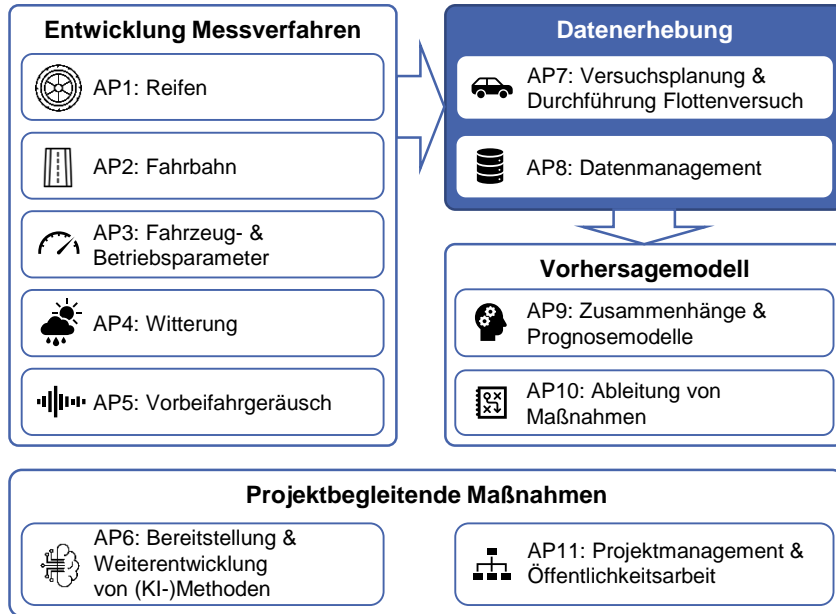 Entwicklung Messverfahren
AP1: Reifen
AP2: Fahrbahn
AP3: Fahrzeug- &
Betriebsparameter
AP4: Witterung
AP5: Vorbeifahrgeräusch
Datenerhebung
AP7: Versuchsplanung &
Durchführung Flottenversuch
AP8: Datenmanagement
Vorhersagemodell
AP9: Zusammenhänge &
Prognosemodelle
AP10: Ableitung von
Maßnahmen
Projektbegleitende Maßnahmen
AP6: Bereitstellung &
Weiterentwicklung
von (KI-)Methoden
AP11: Projektmanagement &
Öffentlichkeitsarbeit